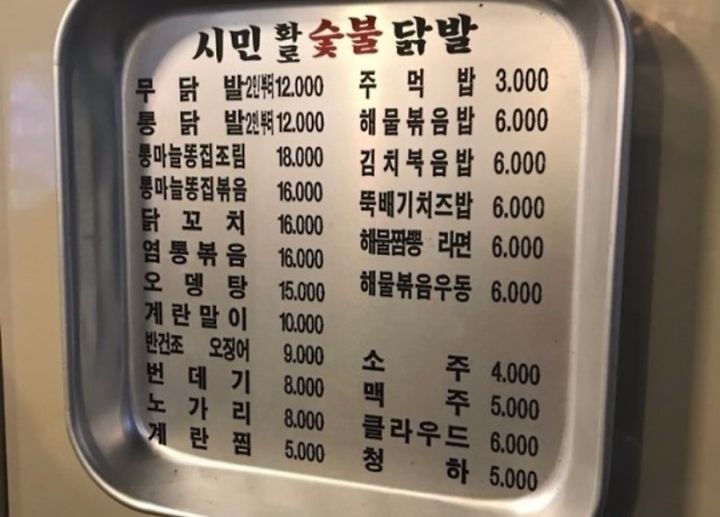 시민 화로 숯불 닭발
무 닭 발 2인부터 12.000
통 닭 발 2인부터 12.000
통마늘똥집조림 18.000
통마늘똥집볶음 16.000
닭 꼬 치 16.000
염통볶음 16.000
오 뎅 탕 15.000
계란말이 10.000
반건조 오징어 9.000
번 데 기 8.000
노 가 리 8.000
계 란 찜 5.000
주 먹 밥 3.000
해물볶음밥 6.000
김치복음밥 6.000
뚝배기치즈밥 6.000
해물짬뽕 라면 6.000
해물볶음우동 6.000
소 주 4.000
맥 주 5.000
클라우드 6.000
청 하 5.000